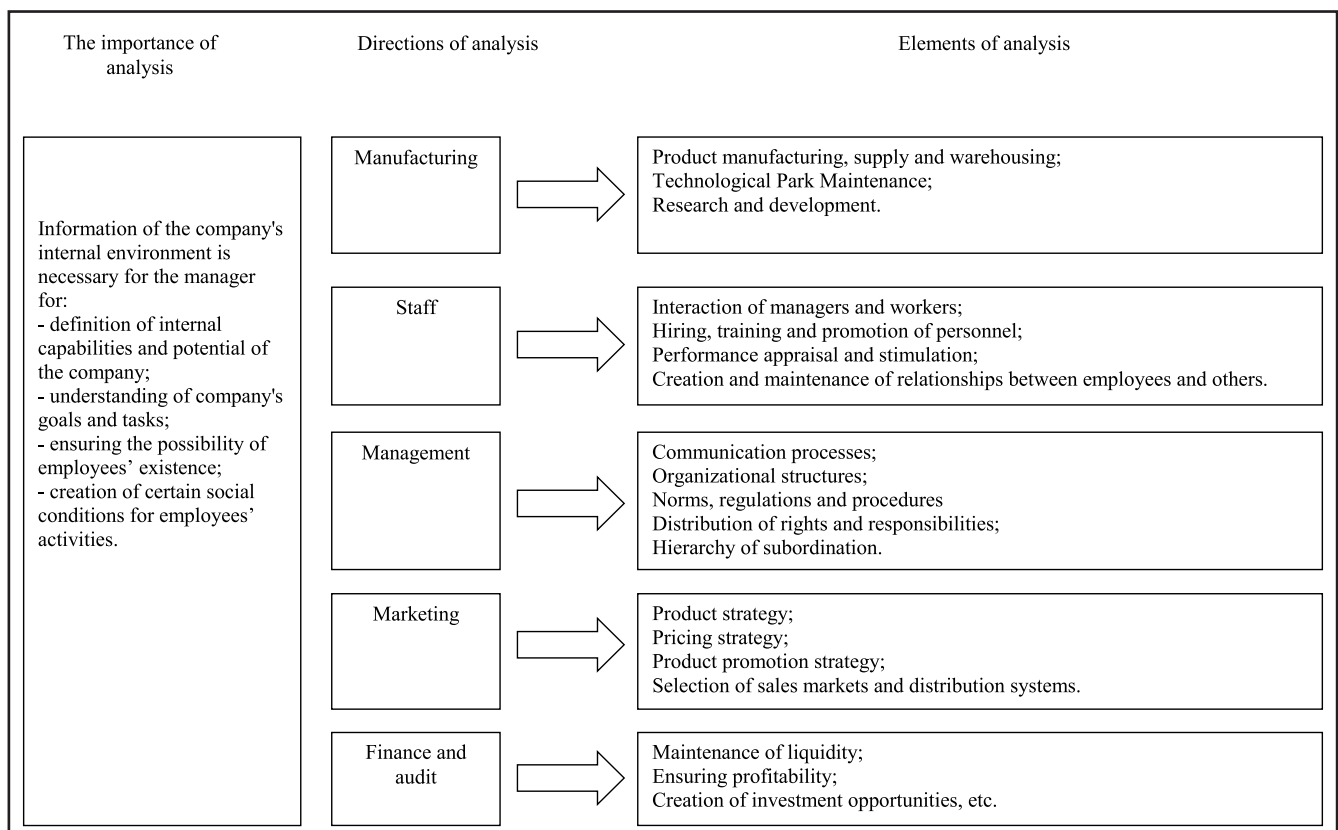 The importance of
analysis
Directions of analysis
Elements of analysis
Information of the company's
internal environment is
necessary for the manager
for:
- definition of internal
capabilities and potential of
the company;
- understanding of company's
goals and tasks;
- ensuring the possibility of
employees’ existence;
- creation of certain social
conditions for employees’
activities.
Manufacturing
Product manufacturing, supply and warehousing;
Technological Park Maintenance;
Research and development.
Staff
Interaction of managers and workers;
Hiring, training and promotion of personnel;
Performance appraisal and stimulation;
Creation and maintenance of relationships between employees and others.
Management
Communication processes;
Organizational structures;
Norms, regulations and procedures
Distribution of rights and responsibilities;
Hierarchy of subordination.
Marketing
Product strategy;
Pricing strategy;
Product promotion strategy;
Selection of sales markets and distribution systems.
Finance and
audit
Maintenance of liquidity;
Ensuring profitability;
Creation of investment opportunities, etc.